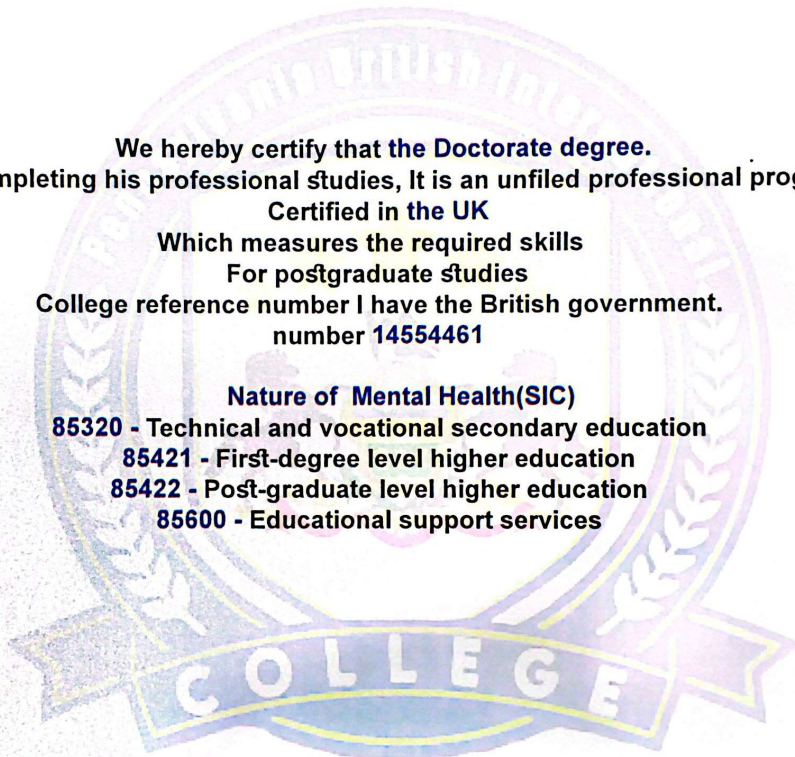 British
We hereby certify that the Doctorate degree.
mpleting his professional studies, It is an unfiled professional prog
Certified in the UK
Which measures the required skills
For postgraduate studies
College reference number I have the British government.
number 14554461
Nature of Mental Health(SIC)
85320 - Technical and vocational secondary education
85421 - First-degree level higher education
85422 - Post-graduate level higher education
85600 - Educational support services
COLLEGE